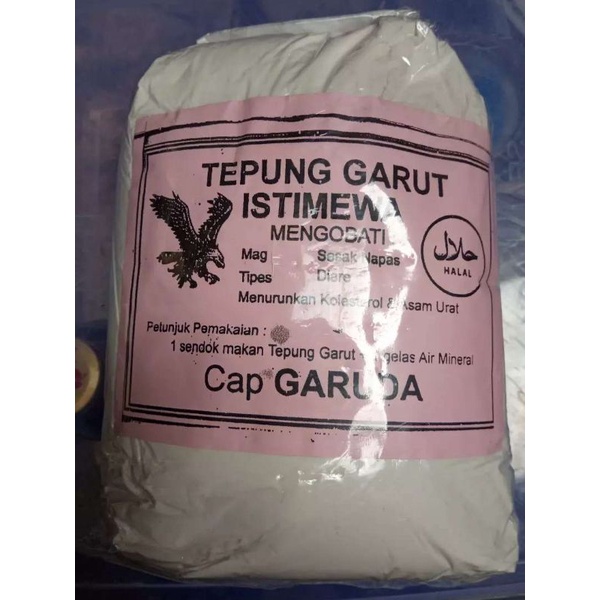 TEPUNG GARUT
ISTIMEWA
MENGOBATI
Mag Sesak Napas
Tipes Diare
Menurunkan Kolesterol & Asam Urat
حلال
HALAL
Petunjuk Pemakaian :
1 sendok makan Tepung Garut gelas Air Mineral
Cap GARUDA